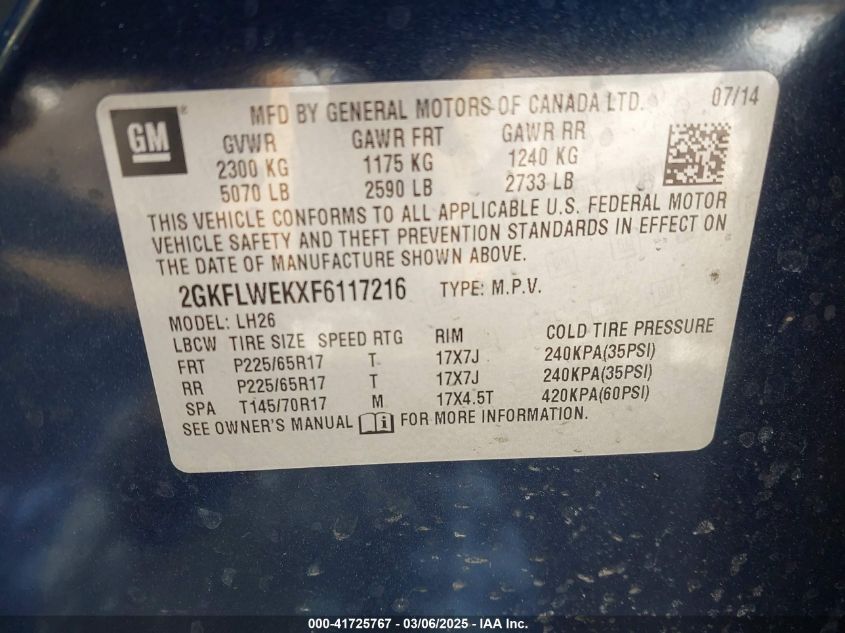 GM ® MFD BY GENERAL MOTORS OF CANADA LTD. 07/14
GVWR GAWR FRT GAWR RR
2300 KG 1175 KG 1240 KG
5070 LB 2590 LB 2733 LB
THIS VEHICLE CONFORMS TO ALL APPLICABLE U.S. FEDERAL MOTOR
VEHICLE SAFETY AND THEFT PREVENTION STANDARDS IN EFFECT ON
THE DATE OF MANUFACTURE SHOWN ABOVE.
2GKFLWEKXF6117216 TYPE: M.P.V.
MODEL: LH26
LBCW TIRE SIZE SPEED RTG RIM COLD TIRE PRESSURE
FRT P225/65R17 T 17X7J 240KPA(35PSI)
RR P225/65R17 T 17X7J 240KPA(35PSI)
SPA T145/70R17 M 17X4.5T 420KPA(60PSI)
SEE OWNER'S MANUAL i FOR MORE INFORMATION.
000-41725767 - 03/06/2025 - IAA Inc.